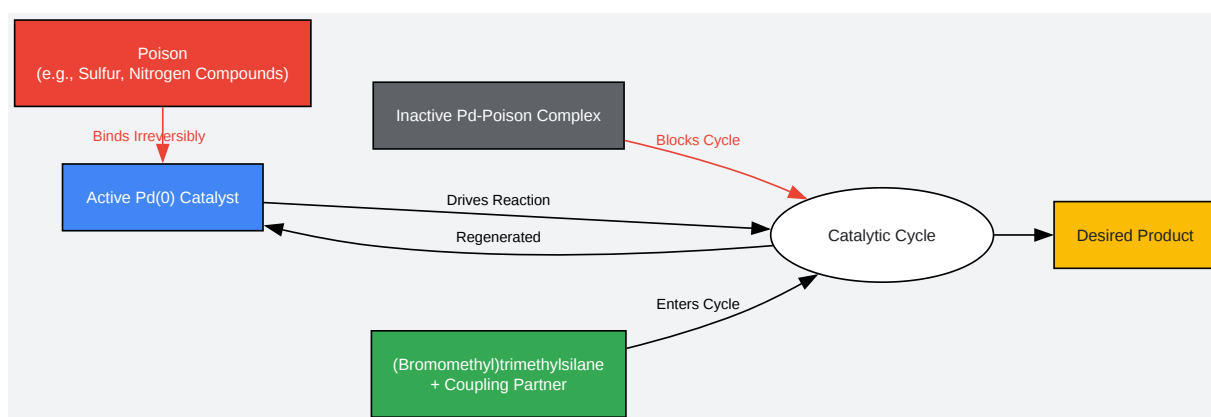 Poison
(e.g., Sulfur, Nitrogen Compounds)
Binds Irreversibly
Active Pd(0) Catalyst
Inactive Pd-Poison Complex
Blocks Cycle
Drives Reaction
Regenerated
Catalytic Cycle
Desired Product
Enters Cycle
(Bromomethyl)trimethylsilane
+ Coupling Partner